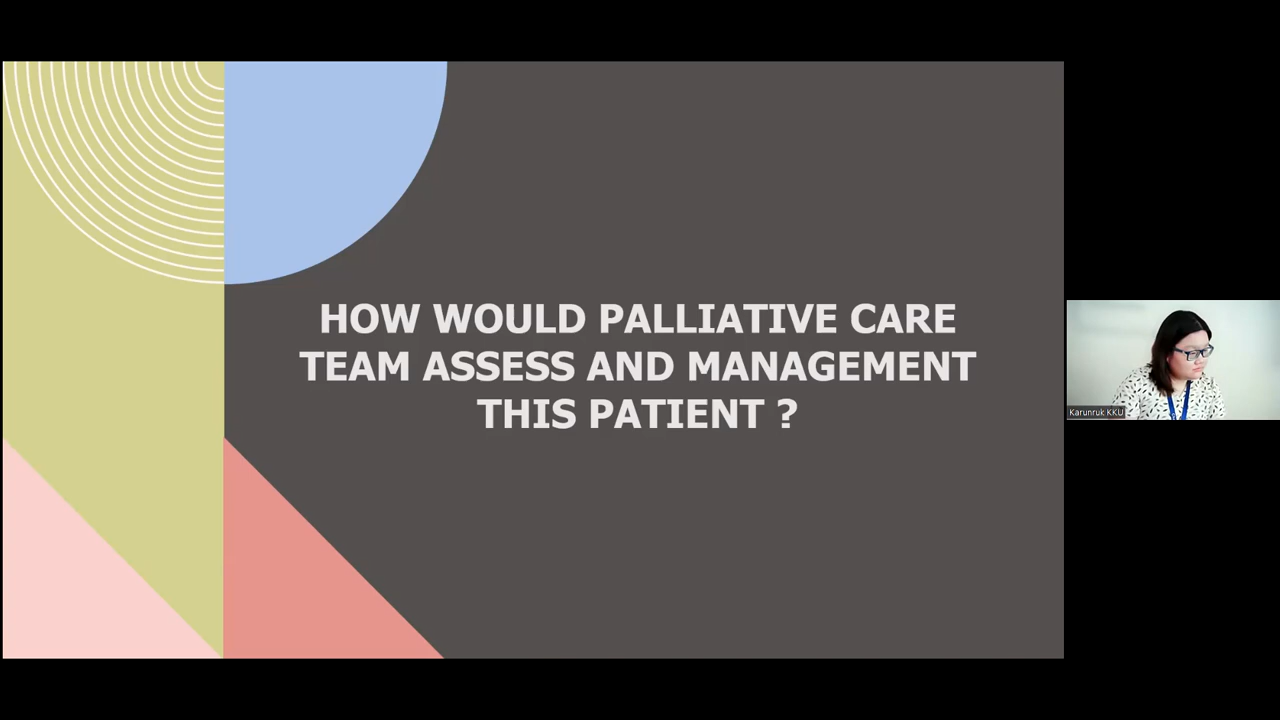 HOW WOULD PALLIATIVE CARE
TEAM ASSESS AND MANAGEMENT
THIS PATIENT ?
Karunruk KKU